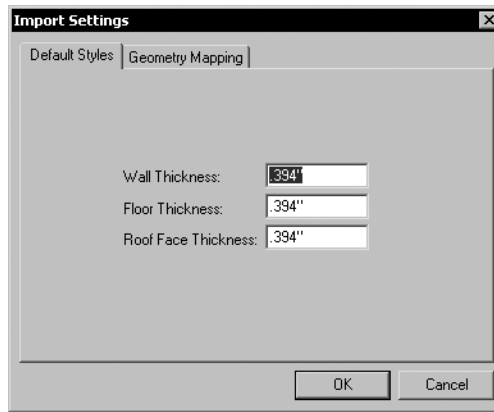 Import Settings
Default Styles Geometry Mapping
Wall Thickness: .394"
Floor Thickness: .394"
Roof Face Thickness: .394"
OK Cancel